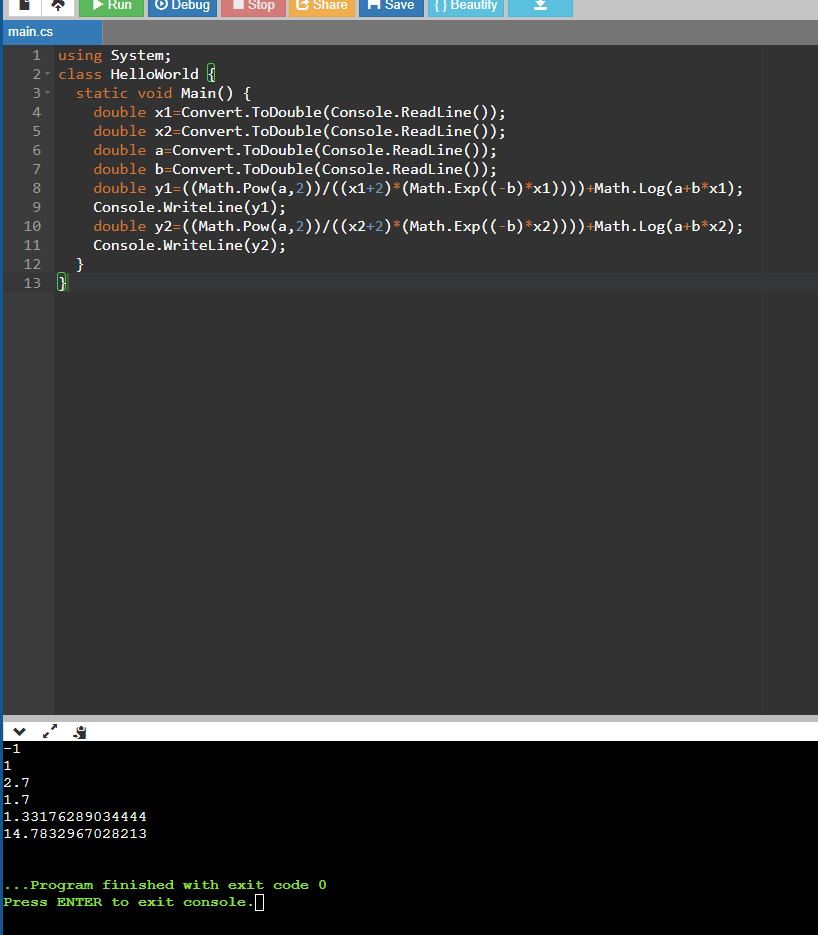 Run Debug Stop Share Save { } Beautify
main.cs
1 using System;
2 class HelloWorld {
3 static void Main() {
4 double x1=Convert.ToDouble(Console.ReadLine());
5 double x2=Convert.ToDouble(Console.ReadLine());
6 double a=Convert.ToDouble(Console.ReadLine());
7 double b=Convert.ToDouble(Console.ReadLine());
8 double y1=((Math.Pow(a,2))/((x1+2)*(Math.Exp((-b)*x1))))+Math.Log(a+b*x1);
9 Console.WriteLine(y1);
10 double y2=((Math.Pow(a,2))/((x2+2)*(Math.Exp((-b)*x2))))+Math.Log(a+b*x2);
11 Console.WriteLine(y2);
12 }
13 }
-1
1
2.7
1.7
1.33176289034444
14.7832967028213
...Program finished with exit code 0
Press ENTER to exit console.